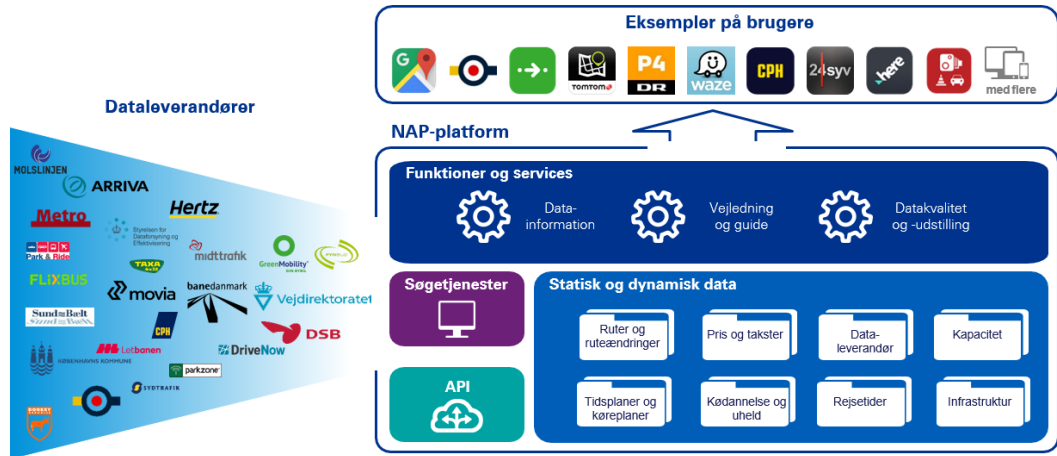 Eksempler på brugere
G
TOMTOM
P4
DR
waze
CPH
24syv
here
med flere
Dataleverandører
MOLSLINJEN
ARRIVA
Hertz
Metro
Styrelsen for
Dataforsyning og
Effektivisering
midttrafik
GreenMobility
FYNBUS
Park & Ride
TAXA
4x35
FLiXBUS
movia
banedanmark
Vejdirektoratet
Sund & Bælt
CPH
DSB
Letbanen
KØBENHAVNS KOMMUNE
DriveNow
parkzone
SYDTRAFIK
DONKEY
NAP-platform
Funktioner og services
Data-
information
Vejledning
og guide
Datakvalitet
og -udstilling
Søgetjenester
API
Statisk og dynamisk data
Ruter og
ruteændringer
Pris og takster
Data-
leverandør
Kapacitet
Tidsplaner og
køreplaner
Kødannelse og
uheld
Rejsetider
Infrastruktur